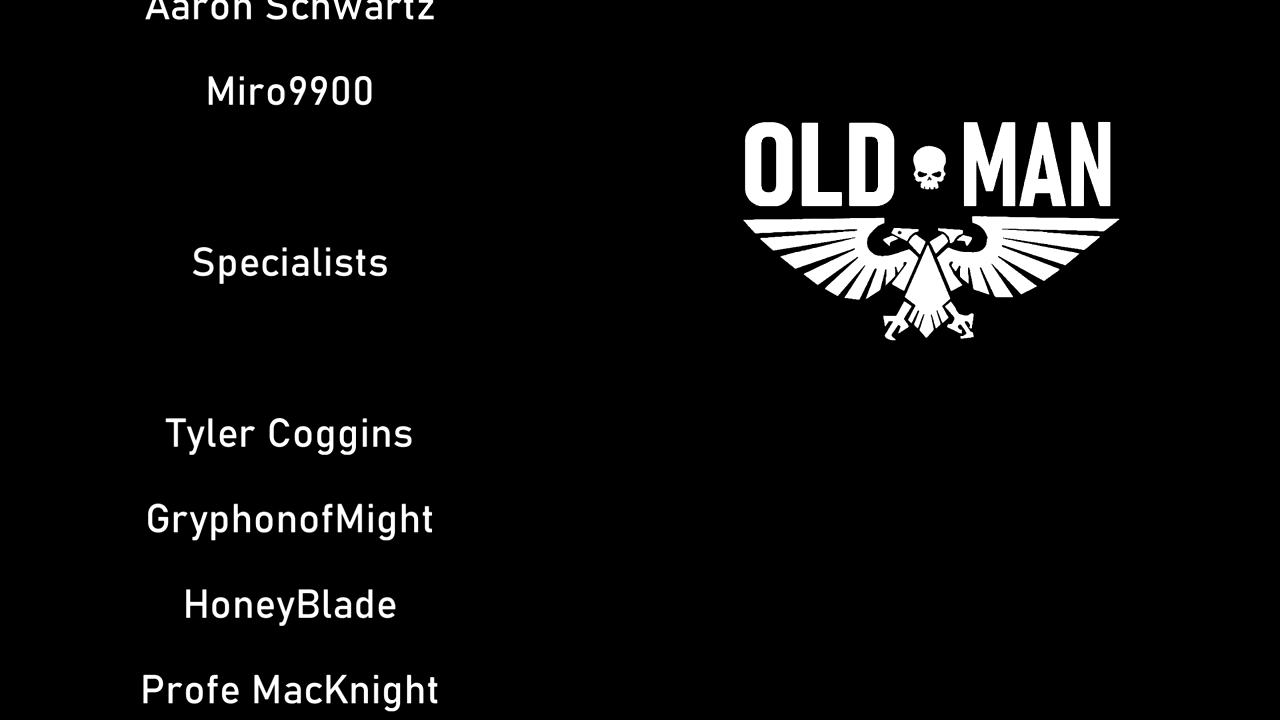 Aaron Schwartz
Miro9900
OLD MAN
Specialists
Tyler Coggins
GryphonofMight
HoneyBlade
Profe MacKnight